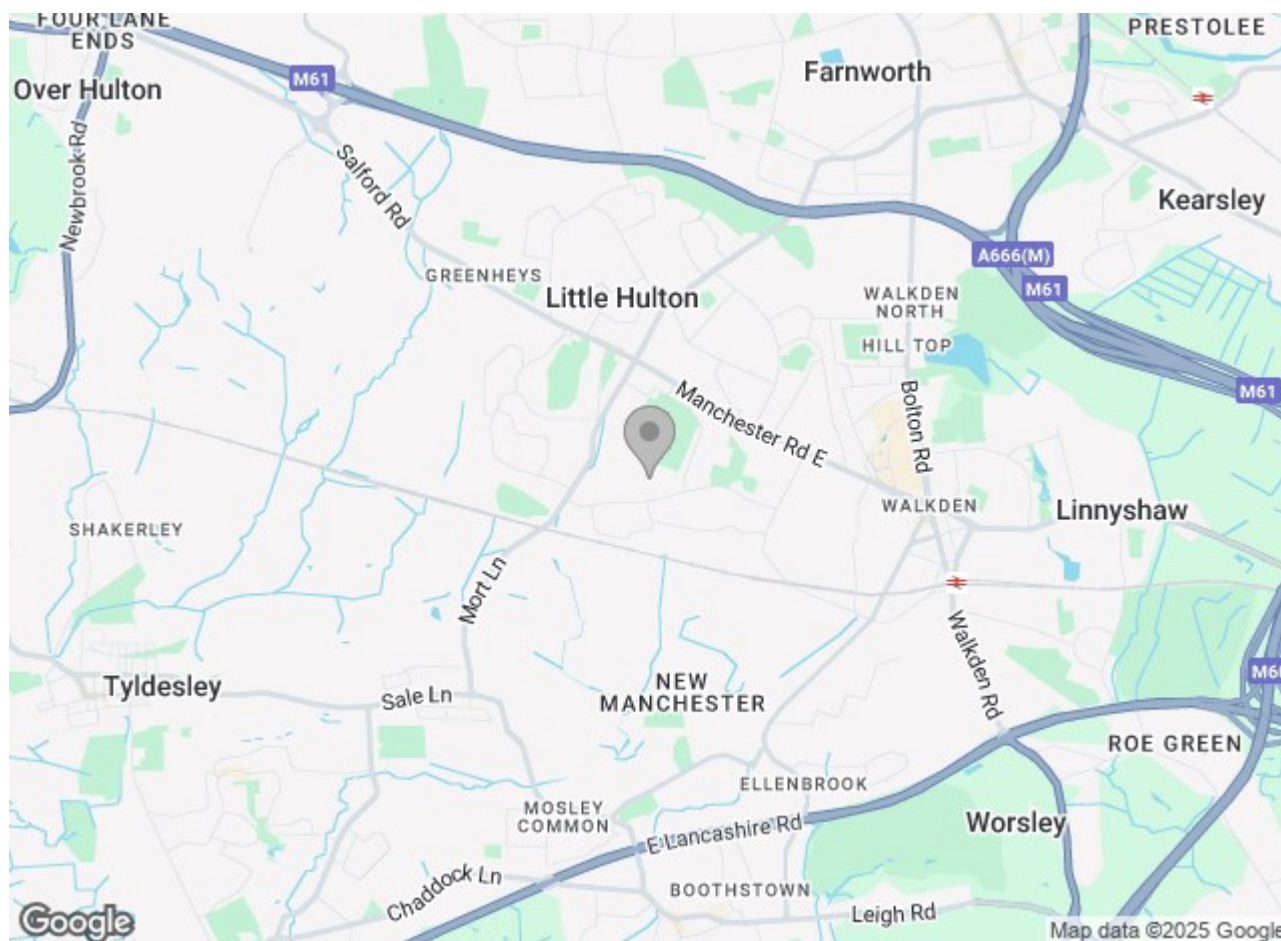 FOUR LANE
ENDS
PRESTOLEE
Over Hulton
M61
Farnworth
Newbrook Rd
Salford Rd
Kearsley
GREENHEYS
A666(M)
M61
Little Hulton
WALKDEN
NORTH
HILL TOP
M61
Manchester Rd E
Bolton Rd
WALKDEN
Linnyshaw
SHAKERLEY
Mort Ln
Walkden Rd
Tyldesley
Sale Ln
NEW
MANCHESTER
M60
ROE GREEN
ELLENBROOK
MOSLEY
COMMON
E Lancashire Rd
Worsley
Chaddock Ln
BOOTHSTOWN
Leigh Rd
Google
Map data ©2025 Google